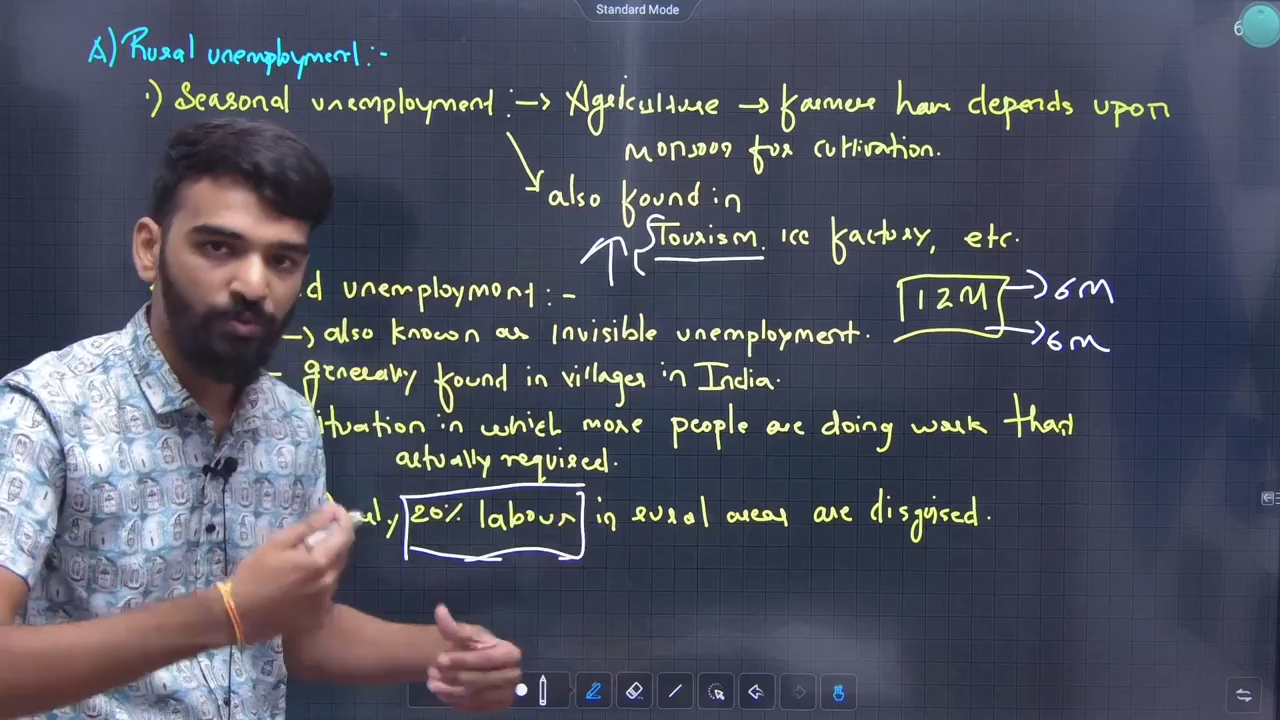 Standard Mode
6
A) Rural unemployment :-
i) Seasonal unemployment :→ Agriculture → farmers have depends upon
monsoon for cultivation.
also found in
Tourism. ice factory, etc.
d unemployment :-
12M → 6M
→ 6M
→ also known as invisible unemployment.
- generally found in villages in India.
ituation in which more people are doing work than
actually required.
20% labour in rural areas are disguised.